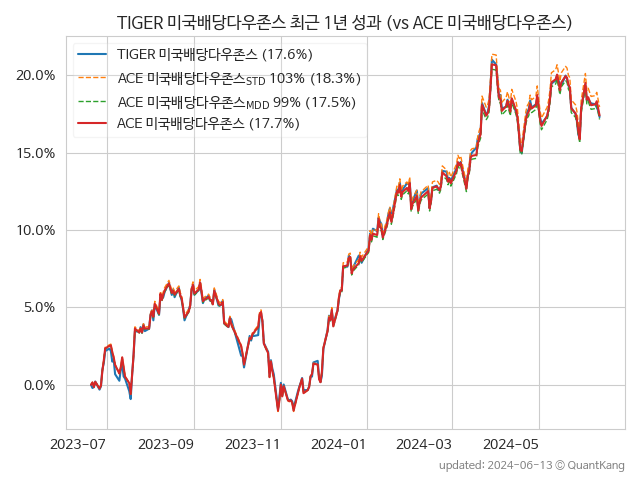 TIGER 미국배당다우존스 최근 1년 성과 (vs ACE 미국배당다우존스)
TIGER 미국배당다우존스 (17.6%)
ACE 미국배당다우존스STD 103% (18.3%)
ACE 미국배당다우존스MDD 99% (17.5%)
ACE 미국배당다우존스 (17.7%)
20.0%
15.0%
10.0%
5.0%
0.0%
2023-07 2023-09 2023-11 2024-01 2024-03 2024-05
updated: 2024-06-13 © QuantKang